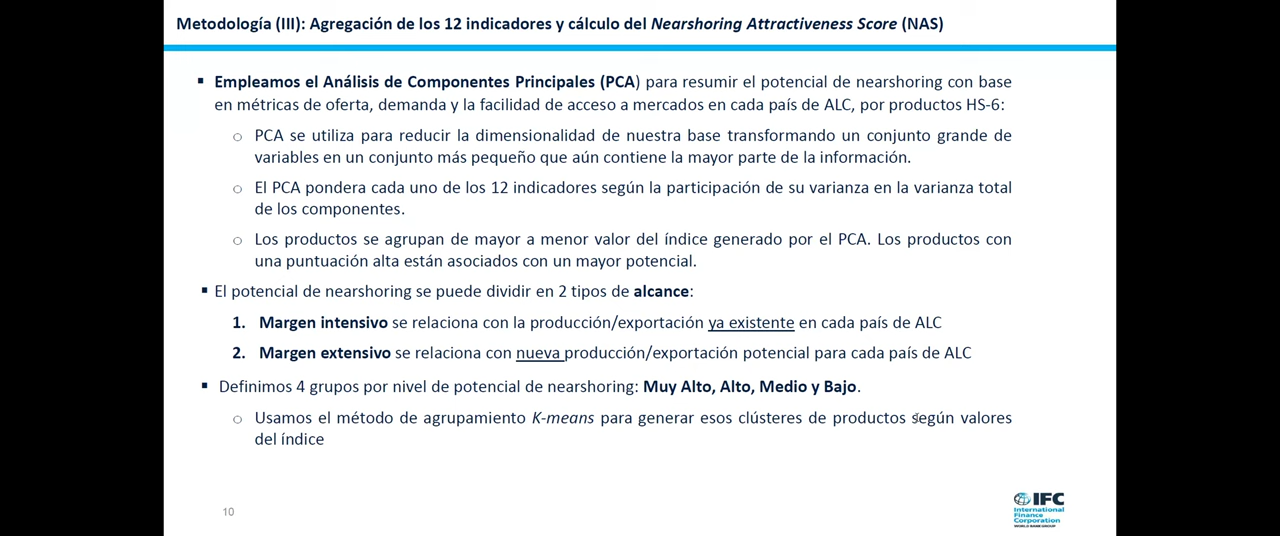 Metodología (III): Agregación de los 12 indicadores y cálculo del Nearshoring Attractiveness Score (NAS)
▪ Empleamos el Análisis de Componentes Principales (PCA) para resumir el potencial de nearshoring con base
en métricas de oferta, demanda y la facilidad de acceso a mercados en cada país de ALC, por productos HS-6:
○ PCA se utiliza para reducir la dimensionalidad de nuestra base transformando un conjunto grande de
variables en un conjunto más pequeño que aún contiene la mayor parte de la información.
○ El PCA pondera cada uno de los 12 indicadores según la participación de su varianza en la varianza total
de los componentes.
○ Los productos se agrupan de mayor a menor valor del índice generado por el PCA. Los productos con
una puntuación alta están asociados con un mayor potencial.
▪ El potencial de nearshoring se puede dividir en 2 tipos de alcance:
1. Margen intensivo se relaciona con la producción/exportación ya existente en cada país de ALC
2. Margen extensivo se relaciona con nueva producción/exportación potencial para cada país de ALC
▪ Definimos 4 grupos por nivel de potencial de nearshoring: Muy Alto, Alto, Medio y Bajo.
○ Usamos el método de agrupamiento K-means para generar esos clústeres de productos según valores
del índice
10
IFC
International
Finance
Corporation
WORLD BANK GROUP